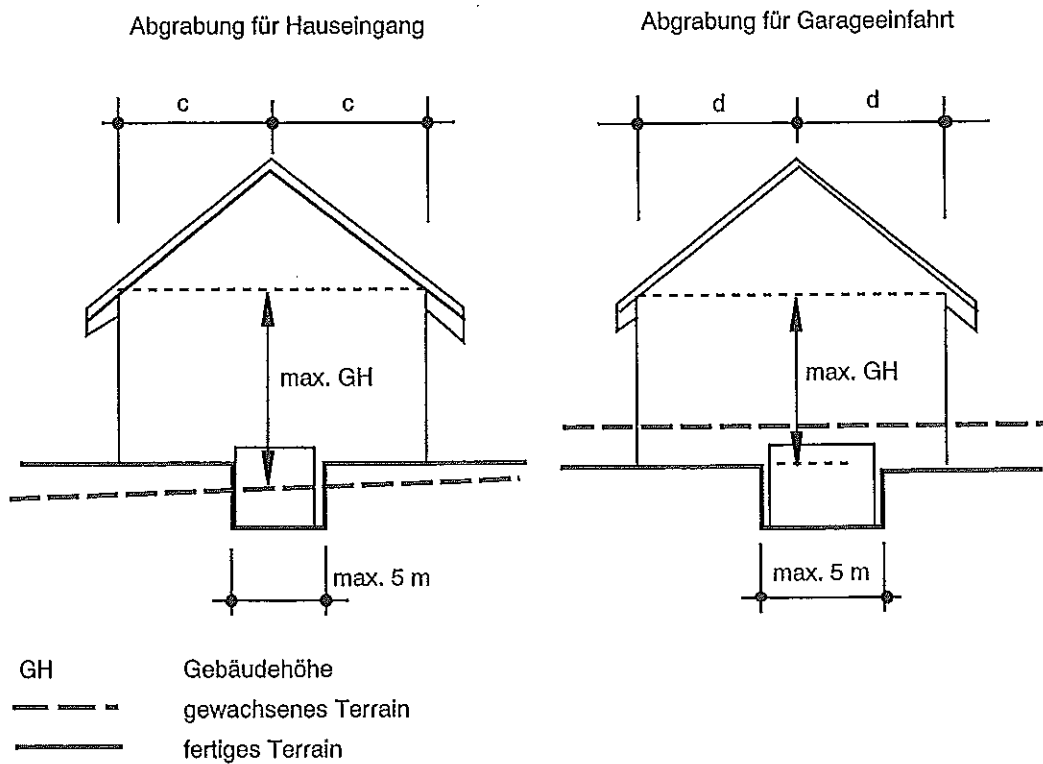 Abgrabung für Hauseingang
Abgrabung für Garageeinfahrt
c c
d d
max. GH
max. GH
max. 5 m
max. 5 m
GH Gebäudehöhe
gewachsenes Terrain
fertiges Terrain